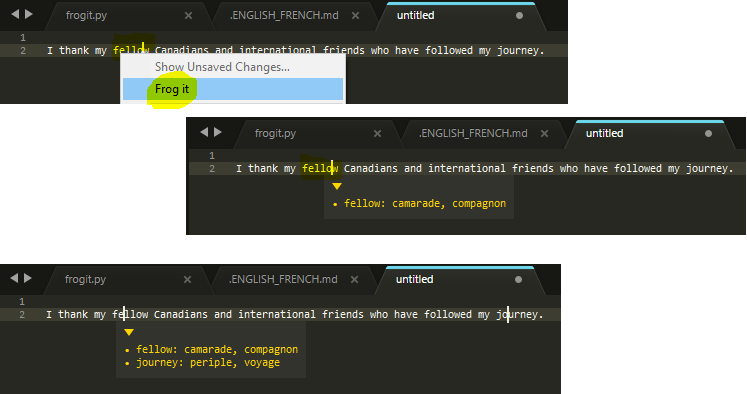 frogit.py × .ENGLISH_FRENCH.md × untitled
1
2 I thank my fellow Canadians and international friends who have followed my journey.
Show Unsaved Changes...
Frog it
frogit.py × .ENGLISH_FRENCH.md × untitled
1
2 I thank my fellow Canadians and international friends who have followed my journey.
• fellow: camarade, compagnon
frogit.py × .ENGLISH_FRENCH.md × untitled
1
2 I thank my fellow Canadians and international friends who have followed my journey.
• fellow: camarade, compagnon
• journey: periple, voyage